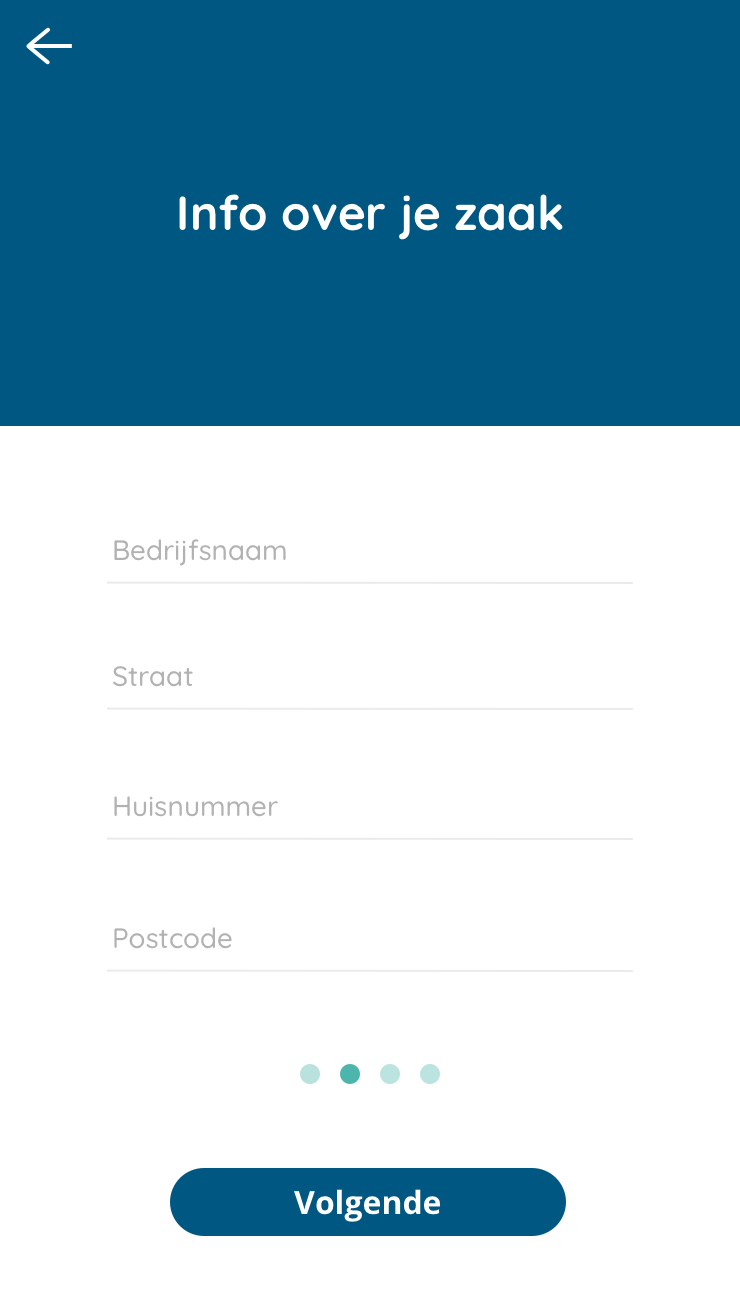 Info over je zaak
Bedrijfsnaam
Straat
Huisnummer
Postcode
Volgende